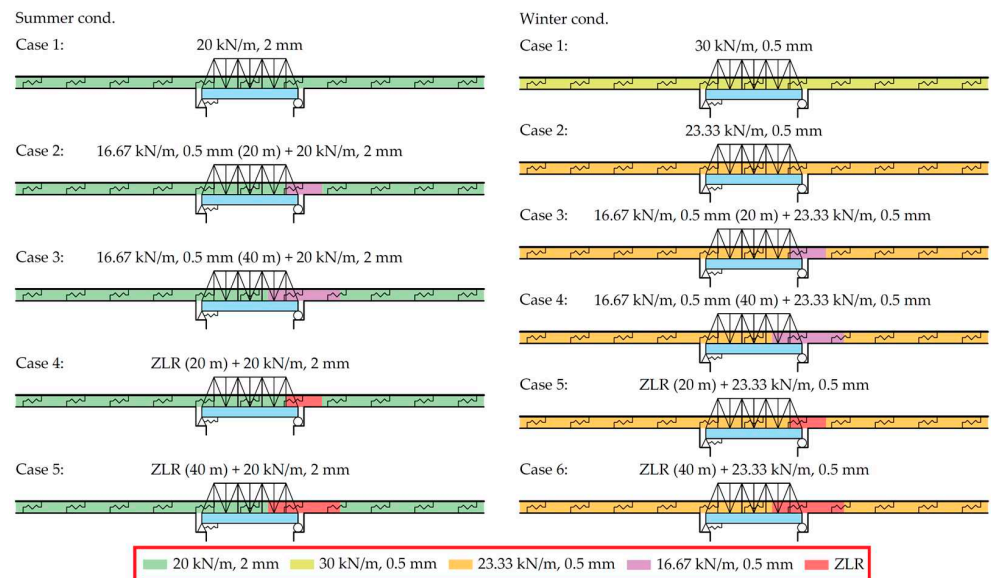 Summer cond.
Case 1: 20 kN/m, 2 mm
Case 2: 16.67 kN/m, 0.5 mm (20 m) + 20 kN/m, 2 mm
Case 3: 16.67 kN/m, 0.5 mm (40 m) + 20 kN/m, 2 mm
Case 4: ZLR (20 m) + 20 kN/m, 2 mm
Case 5: ZLR (40 m) + 20 kN/m, 2 mm
Winter cond.
Case 1: 30 kN/m, 0.5 mm
Case 2: 23.33 kN/m, 0.5 mm
Case 3: 16.67 kN/m, 0.5 mm (20 m) + 23.33 kN/m, 0.5 mm
Case 4: 16.67 kN/m, 0.5 mm (40 m) + 23.33 kN/m, 0.5 mm
Case 5: ZLR (20 m) + 23.33 kN/m, 0.5 mm
Case 6: ZLR (40 m) + 23.33 kN/m, 0.5 mm
20 kN/m, 2 mm 30 kN/m, 0.5 mm 23.33 kN/m, 0.5 mm 16.67 kN/m, 0.5 mm ZLR